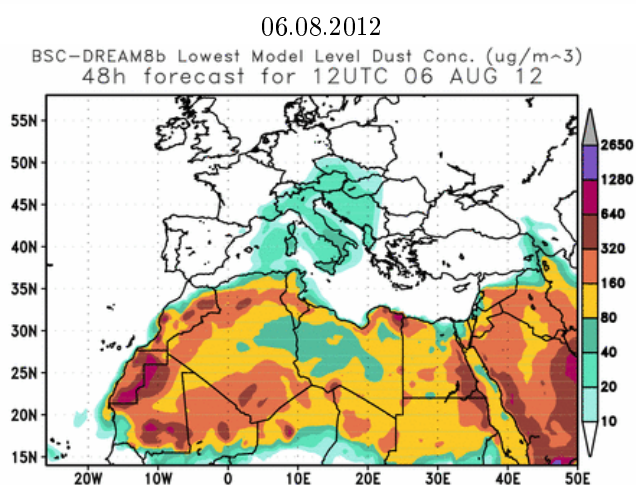 06.08.2012
BSC-DREAM8b Lowest Model Level Dust Conc. (ug/m^3)
48h forecast for 12UTC 06 AUG 12
55N
50N
45N
40N
35N
30N
25N
20N
15N
20W
10W
0
10E
20E
30E
40E
50E
2650
1280
640
320
160
80
40
20
10